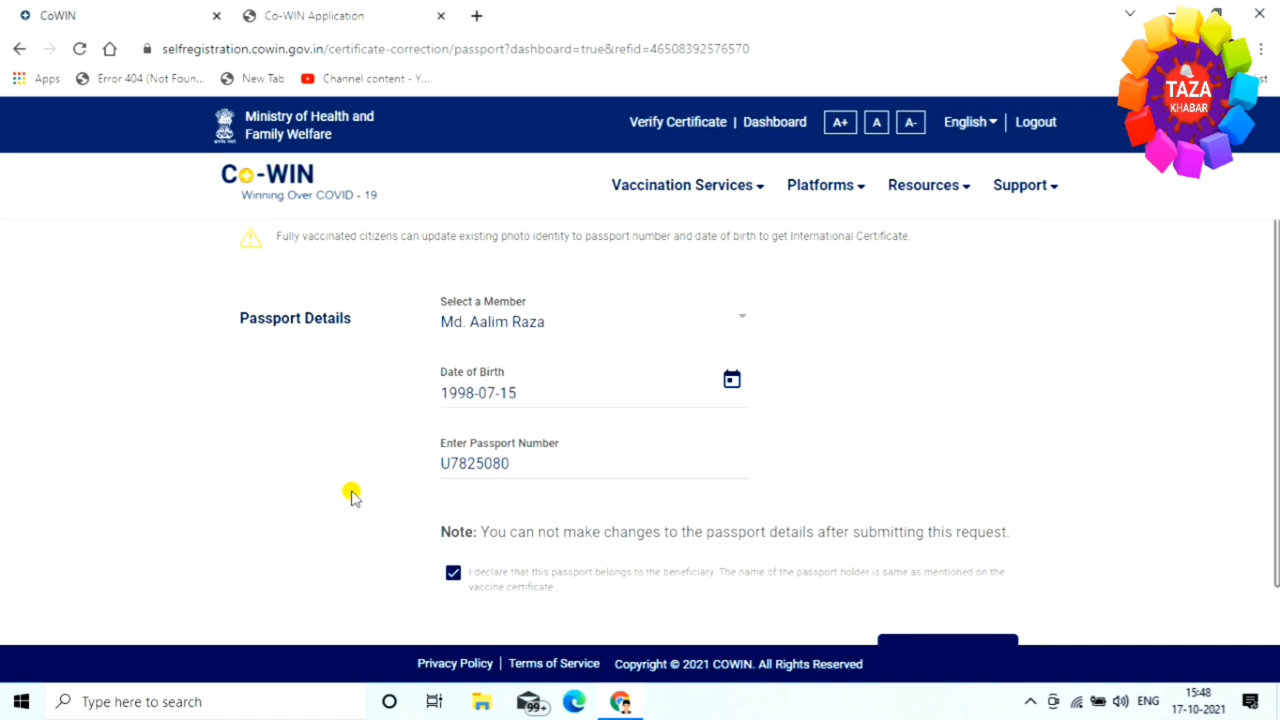 CoWIN
Co-WIN Application
selfregistration.cowin.gov.in/certificate-correction/passport?dashboard=true&refid=46508392576570
Apps
Error 404 (Not Foun...
New Tab
Channel content - Y...
TAZA
KHABAR
Ministry of Health and
Family Welfare
Verify Certificate | Dashboard
A+
A
A-
English
Logout
Co-WIN
Winning Over COVID - 19
Vaccination Services
Platforms
Resources
Support
Fully vaccinated citizens can update existing photo identity to passport number and date of birth to get International Certificate.
Passport Details
Select a Member
Md. Aalim Raza
Date of Birth
1998-07-15
Enter Passport Number
U7825080
Note: You can not make changes to the passport details after submitting this request.
I declare that this passport belongs to the beneficiary. The name of the passport holder is same as mentioned on the
vaccine certificate
Privacy Policy | Terms of Service
Copyright © 2021 COWIN. All Rights Reserved
Type here to search
99+
ENG
15:48
17-10-2021